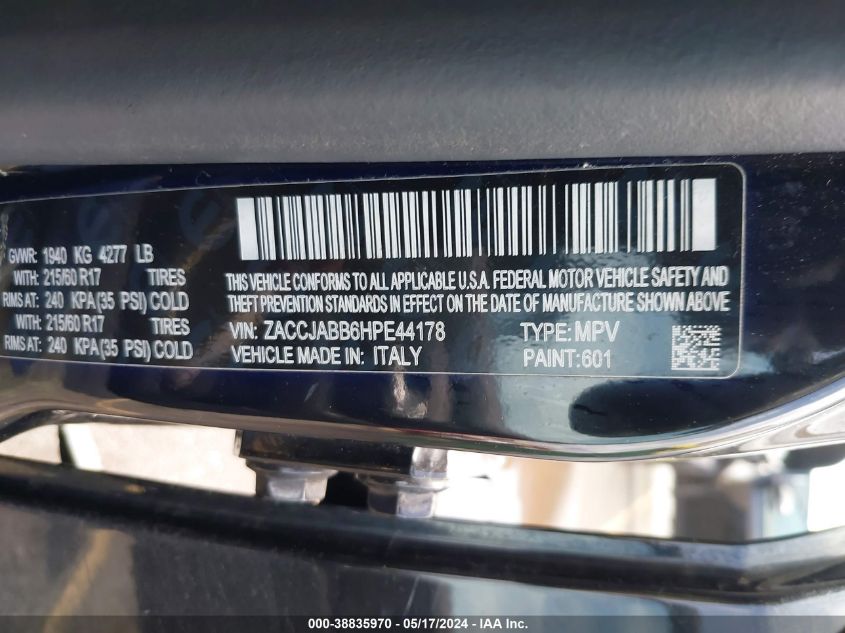 GVWR: 1940 KG 4277 LB
WITH: 215/60 R17 TIRES
RIMS AT: 240 KPA(35 PSI) COLD
WITH: 215/60 R17 TIRES
RIMS AT: 240 KPA(35 PSI) COLD
THIS VEHICLE CONFORMS TO ALL APPLICABLE U.S.A. FEDERAL MOTOR VEHICLE SAFETY AND
THEFT PREVENTION STANDARDS IN EFFECT ON THE DATE OF MANUFACTURE SHOWN ABOVE
VIN: ZACCJABB6HPE44178 TYPE: MPV
VEHICLE MADE IN: ITALY PAINT:601
000-38835970 / 05/17/2024 / IAA Inc.